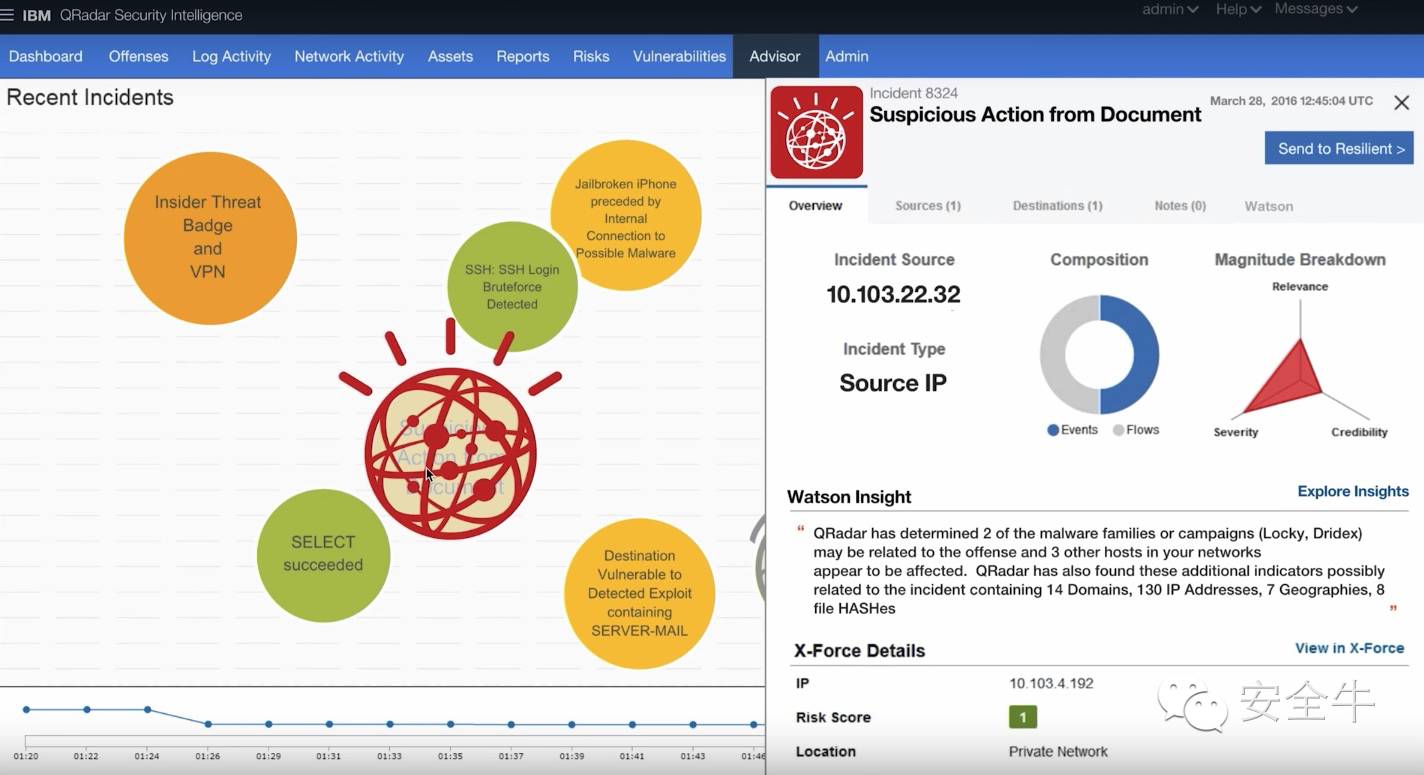 IBM QRadar Security Intelligence
admin Help Messages
Dashboard Offenses Log Activity Network Activity Assets Reports Risks Vulnerabilities Advisor Admin
Recent Incidents
Insider Threat
Badge
and
VPN
Jailbroken iPhone
preceded by
Internal
Connection to
Possible Malware
SSH: SSH Login
Bruteforce
Detected
Suspicious
Action from
Document
SELECT
succeeded
Destination
Vulnerable to
Detected Exploit
containing
SERVER-MAIL
01:20 01:22 01:24 01:26 01:29 01:31 01:33 01:35 01:37 01:39 01:41 01:43 01:46
Incident 8324
Suspicious Action from Document
March 28, 2016 12:45:04 UTC
Send to Resilient >
Overview Sources (1) Destinations (1) Notes (0) Watson
Incident Source
10.103.22.32
Incident Type
Source IP
Composition
Events Flows
Magnitude Breakdown
Relevance
Severity Credibility
Watson Insight Explore Insights
“ QRadar has determined 2 of the malware families or campaigns (Locky, Dridex)
may be related to the offense and 3 other hosts in your networks
appear to be affected. QRadar has also found these additional indicators possibly
related to the incident containing 14 Domains, 130 IP Addresses, 7 Geographies, 8
file HASHes ”
X-Force Details View in X-Force
IP 10.103.4.192
Risk Score 1
Location Private Network
安全牛